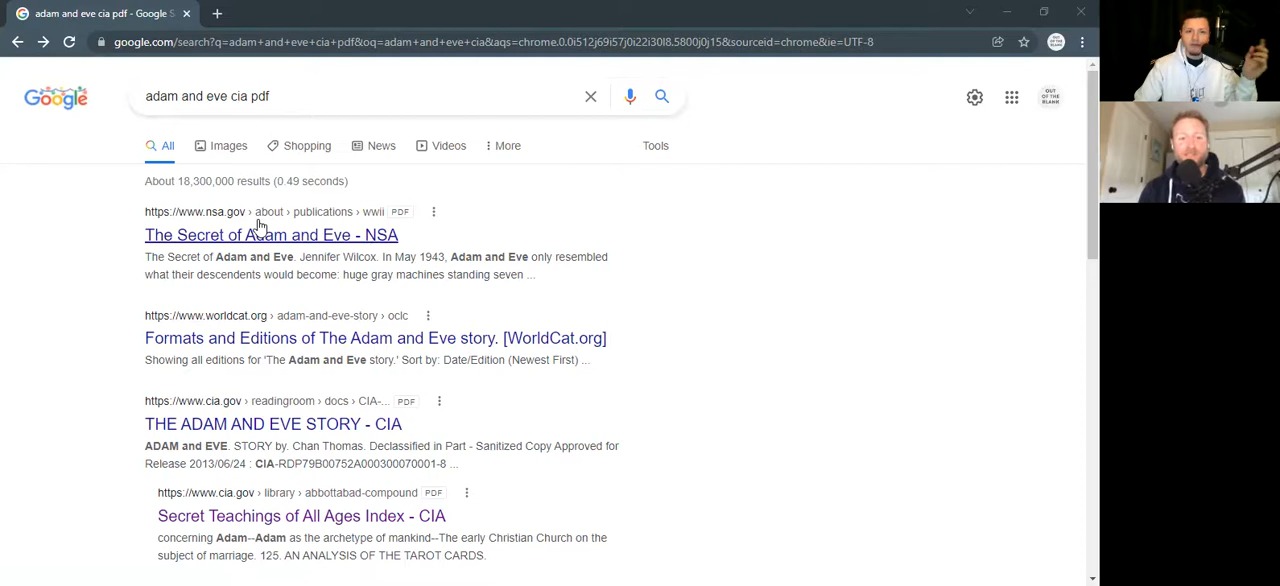 adam and eve cia pdf - Google S
google.com/search?q=adam+and+eve+cia+pdf&oq=adam+and+eve+cia&aqs=chrome.0.0i512j69i57j0i22i30l8.5800j0j15&sourceid=chrome&ie=UTF-8
OUT OF THE BLANK
Google
adam and eve cia pdf
OUT
OF THE
BLANK
All Images Shopping News Videos More Tools
About 18,300,000 results (0.49 seconds)
https://www.nsa.gov › about › publications › wwii PDF
The Secret of Adam and Eve - NSA
The Secret of Adam and Eve. Jennifer Wilcox. In May 1943, Adam and Eve only resembled
what their descendents would become: huge gray machines standing seven ...
https://www.worldcat.org › adam-and-eve-story › oclc
Formats and Editions of The Adam and Eve story. [WorldCat.org]
Showing all editions for 'The Adam and Eve story.' Sort by: Date/Edition (Newest First) ...
https://www.cia.gov › readingroom › docs › CIA-... PDF
THE ADAM AND EVE STORY - CIA
ADAM and EVE. STORY by. Chan Thomas. Declassified in Part - Sanitized Copy Approved for
Release 2013/06/24 : CIA-RDP79B00752A000300070001-8 ...
https://www.cia.gov › library › abbottabad-compound PDF
Secret Teachings of All Ages Index - CIA
concerning Adam--Adam as the archetype of mankind--The early Christian Church on the
subject of marriage. 125. AN ANALYSIS OF THE TAROT CARDS.